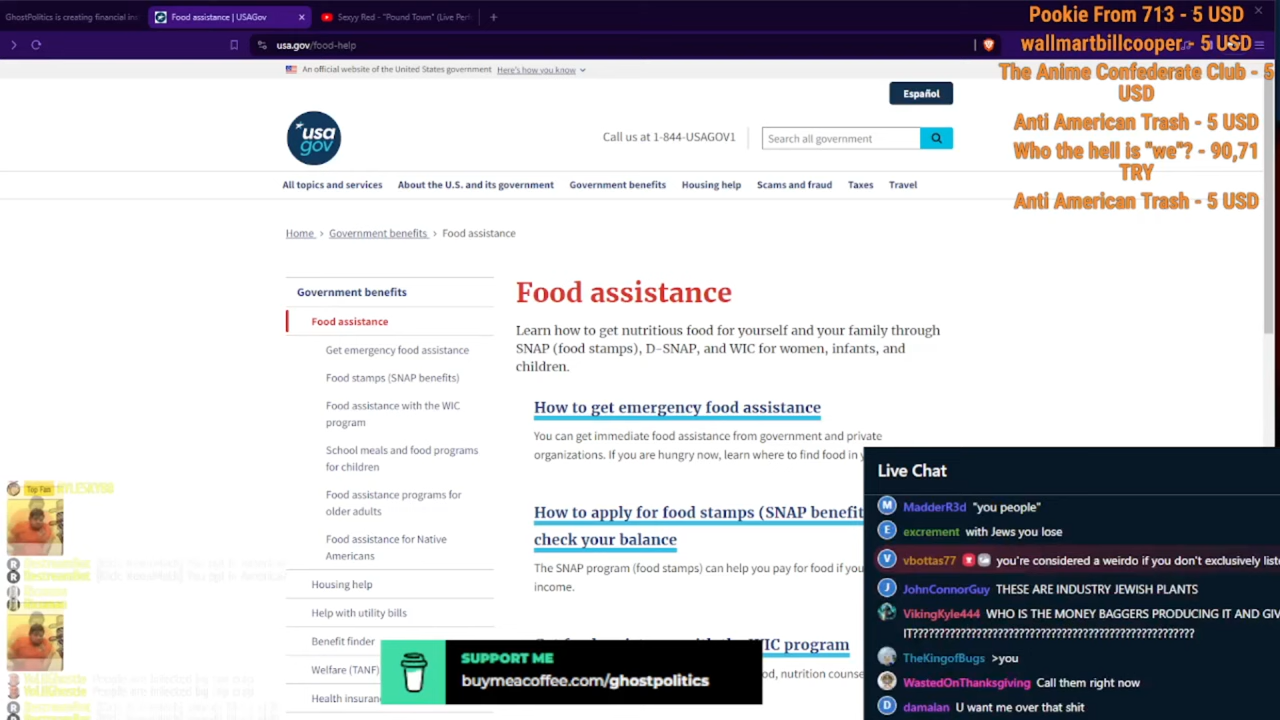 GhostPolitics is creating financial in
Food assistance | USAGov
Sexyy Red - "Pound Town" (Live Perf
usa.gov/food-help
An official website of the United States government Here's how you know
Español
usa gov
Call us at 1-844-USAGOV1
Search all government
All topics and services About the U.S. and its government Government benefits Housing help Scams and fraud Taxes Travel
Home › Government benefits › Food assistance
Government benefits
Food assistance
Get emergency food assistance
Food stamps (SNAP benefits)
Food assistance with the WIC
program
School meals and food programs
for children
Food assistance programs for
older adults
Food assistance for Native
Americans
Housing help
Help with utility bills
Benefit finder
Welfare (TANF)
Health insuran
Food assistance
Learn how to get nutritious food for yourself and your family through
SNAP (food stamps), D-SNAP, and WIC for women, infants, and
children.
How to get emergency food assistance
You can get immediate food assistance from government and private
organizations. If you are hungry now, learn where to find food in y
How to apply for food stamps (SNAP benefit
check your balance
The SNAP program (food stamps) can help you pay for food if you
income.
WIC program
d, nutrition counse
Pookie From 713 - 5 USD
wallmartbillcooper - 5 USD
The Anime Confederate Club - 5
USD
Anti American Trash - 5 USD
Who the hell is "we"? - 90,71
TRY
Anti American Trash - 5 USD
Live Chat
MadderR3d "you people"
excrement with Jews you lose
vbottas77 you're considered a weirdo if you don't exclusively liste
JohnConnorGuy THESE ARE INDUSTRY JEWISH PLANTS
VikingKyle444 WHO IS THE MONEY BAGGERS PRODUCING IT AND GIV
IT????????????????????????????????????????????????????
TheKingofBugs >you
WastedOnThanksgiving Call them right now
damalan U want me over that shit
SUPPORT ME
buymeacoffee.com/ghostpolitics
Top Fan